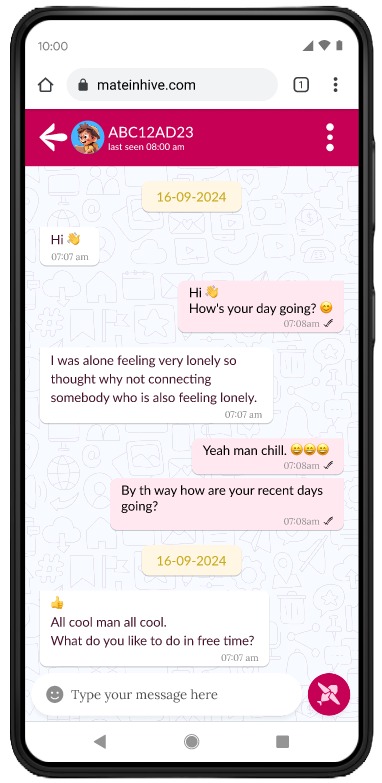 10:00
mateinhive.com
1
ABC12AD23
last seen 08:00 am
16-09-2024
Hi 👋
07:07 am
Hi 👋
How's your day going? 😊
07:08am
I was alone feeling very lonely so
thought why not connecting
somebody who is also feeling lonely.
07:07 am
Yeah man chill. 😄😄😄
07:08am
By th way how are your recent days
going?
07:08am
16-09-2024
👍
All cool man all cool.
What do you like to do in free time?
07:07 am
Type your message here